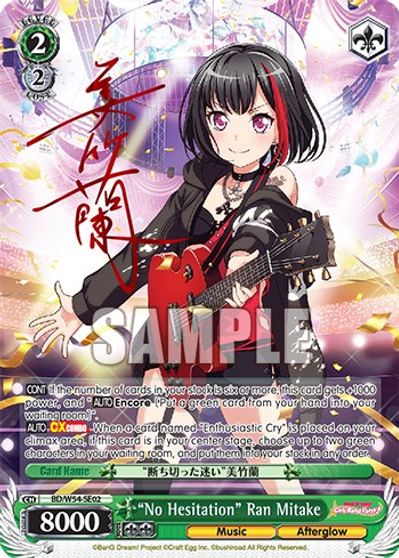 LEVEL
2
2
COST
美竹蘭
SAMPLE
CONT If the number of cards in your stock is six or more, this card gets +1000
power, and "AUTO Encore [Put a green card from your hand into your
waiting room]".
AUTO CXCOMBO When a card named "Enthusiastic Cry" is placed on your
climax area, if this card is in your center stage, choose up to two green
characters in your waiting room, and put them into your stock in any order.
Card Name "断ち切った迷い"美竹蘭
CH BD/W54-SE02
"No Hesitation" Ran Mitake
8000
Music Afterglow
©BanG Dream! Project ©Craft Egg Inc. ©bushiroad All Rights Reserved.